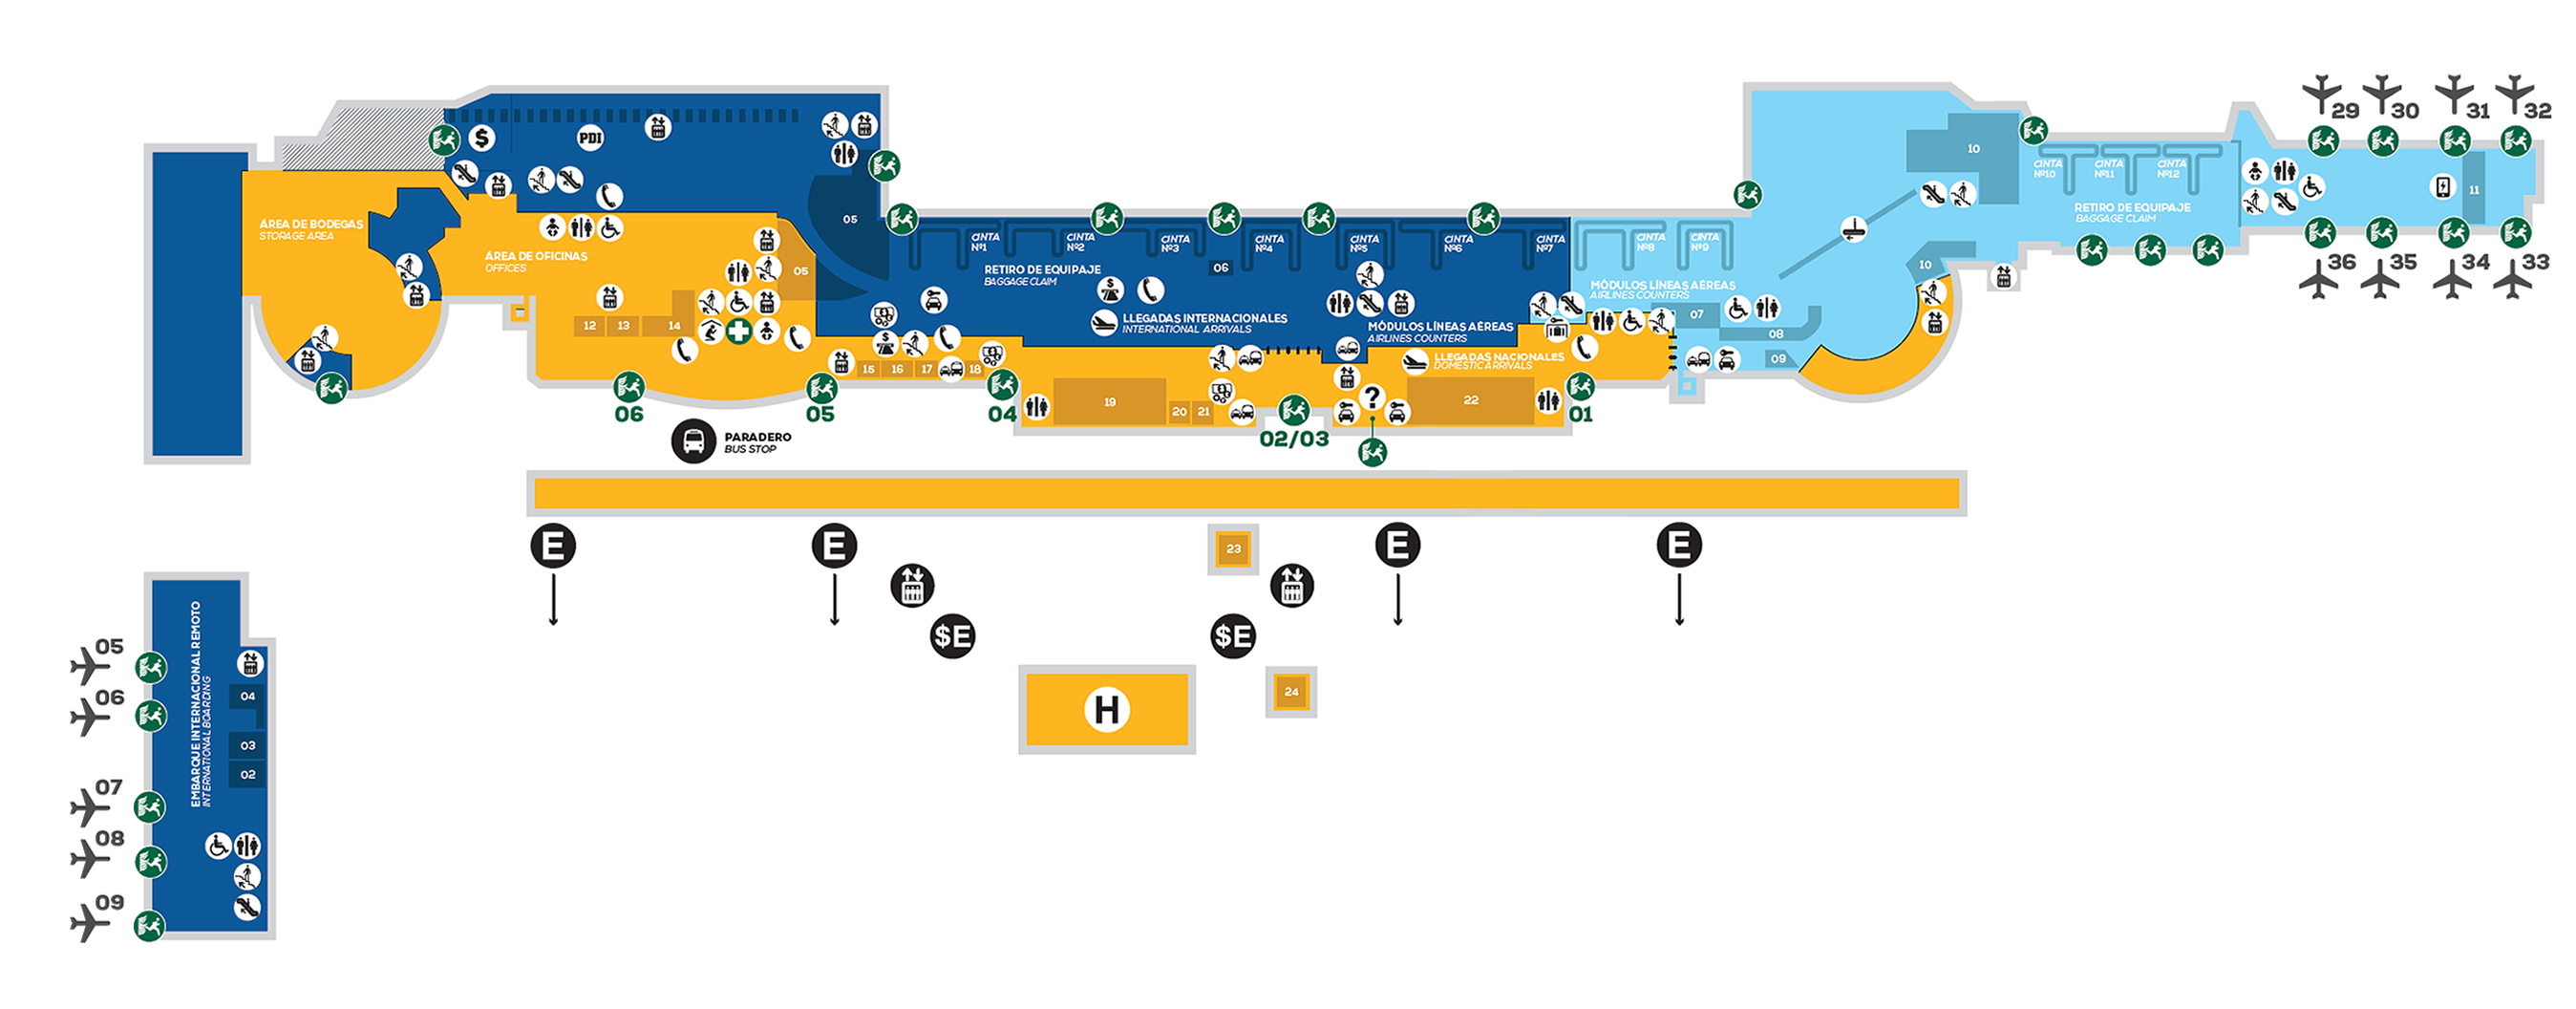 29
30
31
32
$
PDI
10
CINTA
Nº10
CINTA
Nº11
CINTA
Nº12
11
RETIRO DE EQUIPAJE
BAGGAGE CLAIM
ÁREA DE BODEGAS
STORAGE AREA
ÁREA DE OFICINAS
OFFICES
05
05
CINTA
Nº1
CINTA
Nº2
CINTA
Nº3
CINTA
Nº4
CINTA
Nº5
CINTA
Nº6
CINTA
Nº7
CINTA
Nº8
CINTA
Nº9
RETIRO DE EQUIPAJE
BAGGAGE CLAIM
06
10
36
35
34
33
MÓDULOS LÍNEAS AÉREAS
AIRLINES COUNTERS
LLEGADAS INTERNACIONALES
INTERNATIONAL ARRIVALS
MÓDULOS LÍNEAS AÉREAS
AIRLINES COUNTERS
LLEGADAS NACIONALES
DOMESTIC ARRIVALS
07
08
09
12
13
14
15
16
17
18
19
20
21
22
?
06
05
04
02/03
01
PARADERO
BUS STOP
E
E
E
E
23
$E
$E
H
24
EMBARQUE INTERNACIONAL REMOTO
INTERNATIONAL BOARDING
05
06
07
08
09
04
03
02